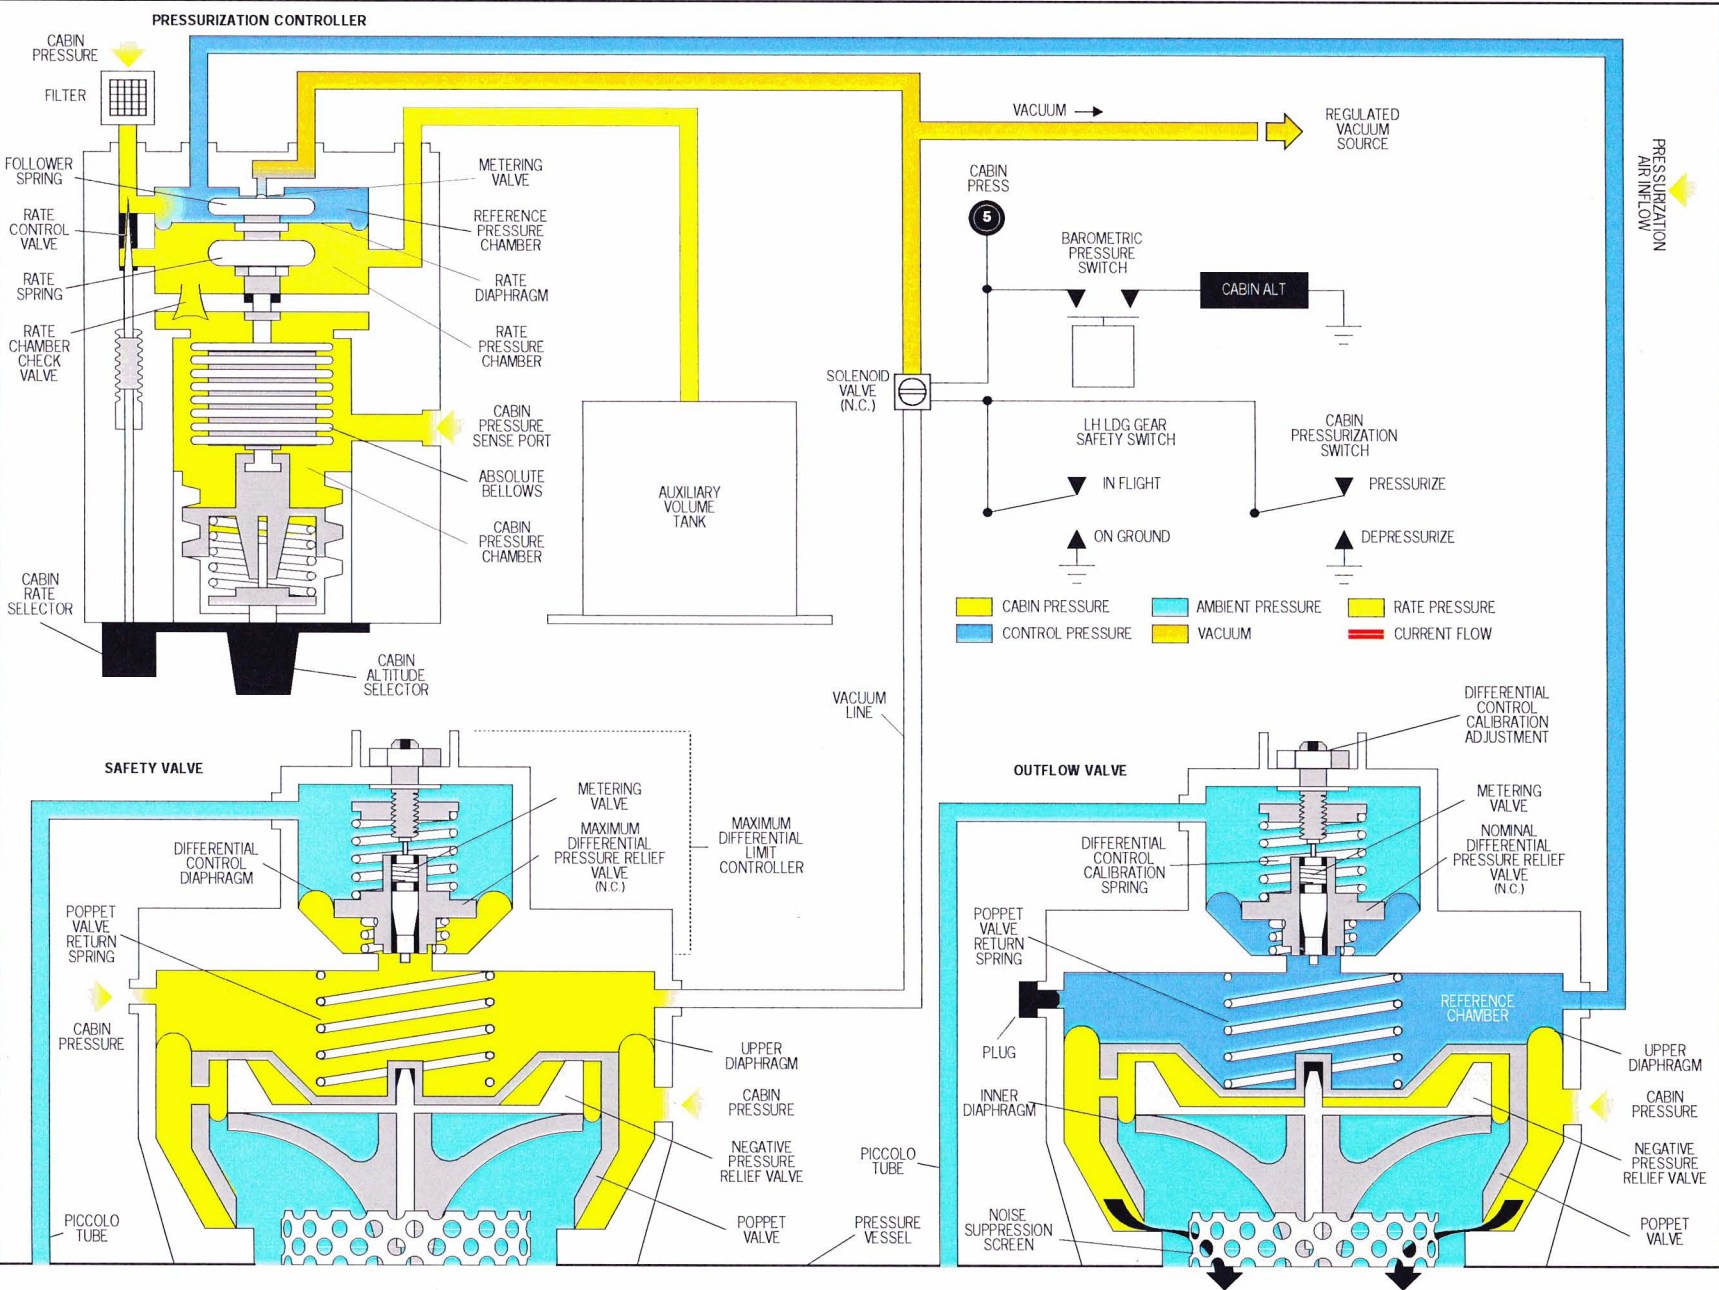 PRESSURIZATION CONTROLLER
CABIN
PRESSURE
FILTER
FOLLOWER
SPRING
RATE
CONTROL
VALVE
RATE
SPRING
RATE
CHAMBER
CHECK
VALVE
CABIN
RATE
SELECTOR
METERING
VALVE
REFERENCE
PRESSURE
CHAMBER
RATE
DIAPHRAGM
RATE
PRESSURE
CHAMBER
CABIN
PRESSURE
SENSE PORT
ABSOLUTE
BELLOWS
CABIN
PRESSURE
CHAMBER
CABIN
ALTITUDE
SELECTOR
AUXILIARY
VOLUME
TANK
VACUUM
REGULATED
VACUUM
SOURCE
PRESSURIZATION
AIR INFLOW
CABIN
PRESS
5
BAROMETRIC
PRESSURE
SWITCH
CABIN ALT
SOLENOID
VALVE
(N.C.)
LH LDG GEAR
SAFETY SWITCH
IN FLIGHT
ON GROUND
CABIN
PRESSURIZATION
SWITCH
PRESSURIZE
DEPRESSURIZE
CABIN PRESSURE
AMBIENT PRESSURE
RATE PRESSURE
CONTROL PRESSURE
VACUUM
CURRENT FLOW
VACUUM
LINE
SAFETY VALVE
METERING
VALVE
MAXIMUM
DIFFERENTIAL
PRESSURE RELIEF
VALVE
(N.C.)
MAXIMUM
DIFFERENTIAL
LIMIT
CONTROLLER
DIFFERENTIAL
CONTROL
DIAPHRAGM
POPPET
VALVE
RETURN
SPRING
CABIN
PRESSURE
UPPER
DIAPHRAGM
CABIN
PRESSURE
NEGATIVE
PRESSURE
RELIEF VALVE
POPPET
VALVE
PICCOLO
TUBE
PRESSURE
VESSEL
OUTFLOW VALVE
DIFFERENTIAL
CONTROL
CALIBRATION
ADJUSTMENT
METERING
VALVE
NOMINAL
DIFFERENTIAL
PRESSURE RELIEF
VALVE
(N.C.)
DIFFERENTIAL
CONTROL
CALIBRATION
SPRING
POPPET
VALVE
RETURN
SPRING
REFERENCE
CHAMBER
PLUG
INNER
DIAPHRAGM
UPPER
DIAPHRAGM
CABIN
PRESSURE
PICCOLO
TUBE
NEGATIVE
PRESSURE
RELIEF VALVE
NOISE
SUPPRESSION
SCREEN
POPPET
VALVE